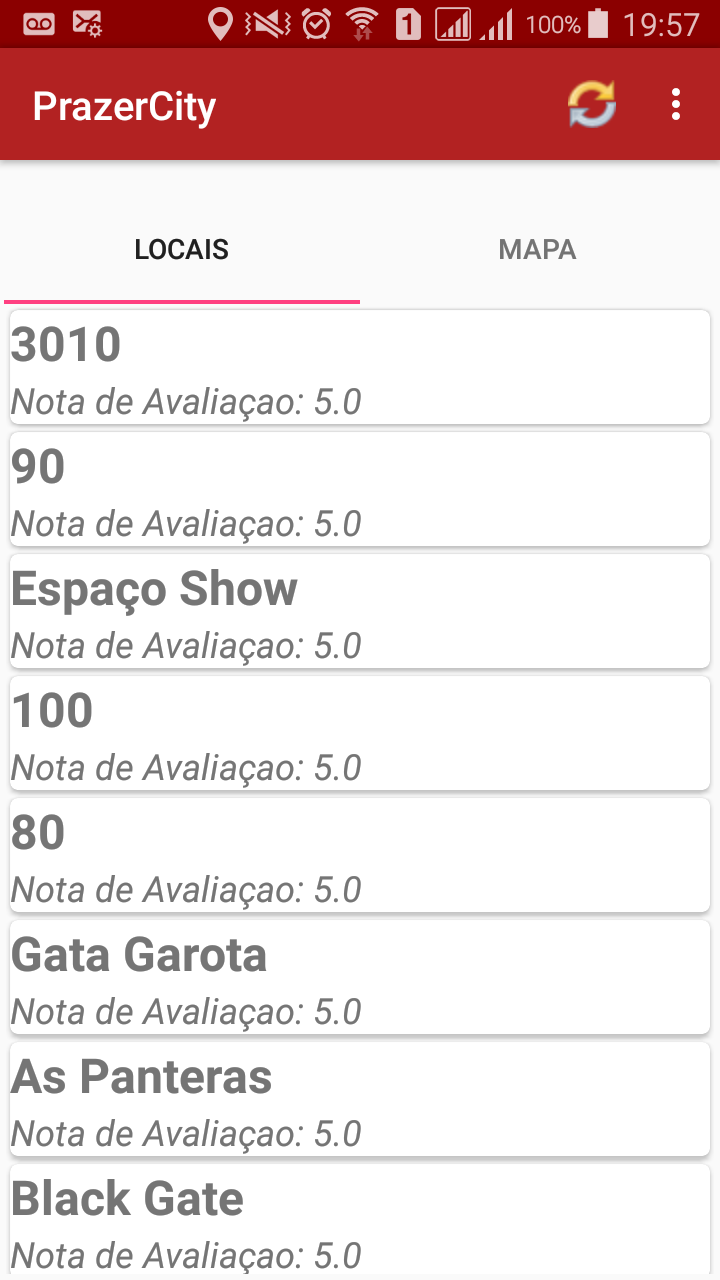 100% 19:57
PrazerCity
LOCAIS MAPA
3010
Nota de Avaliaçao: 5.0
90
Nota de Avaliaçao: 5.0
Espaço Show
Nota de Avaliaçao: 5.0
100
Nota de Avaliaçao: 5.0
80
Nota de Avaliaçao: 5.0
Gata Garota
Nota de Avaliaçao: 5.0
As Panteras
Nota de Avaliaçao: 5.0
Black Gate
Nota de Avaliaçao: 5.0